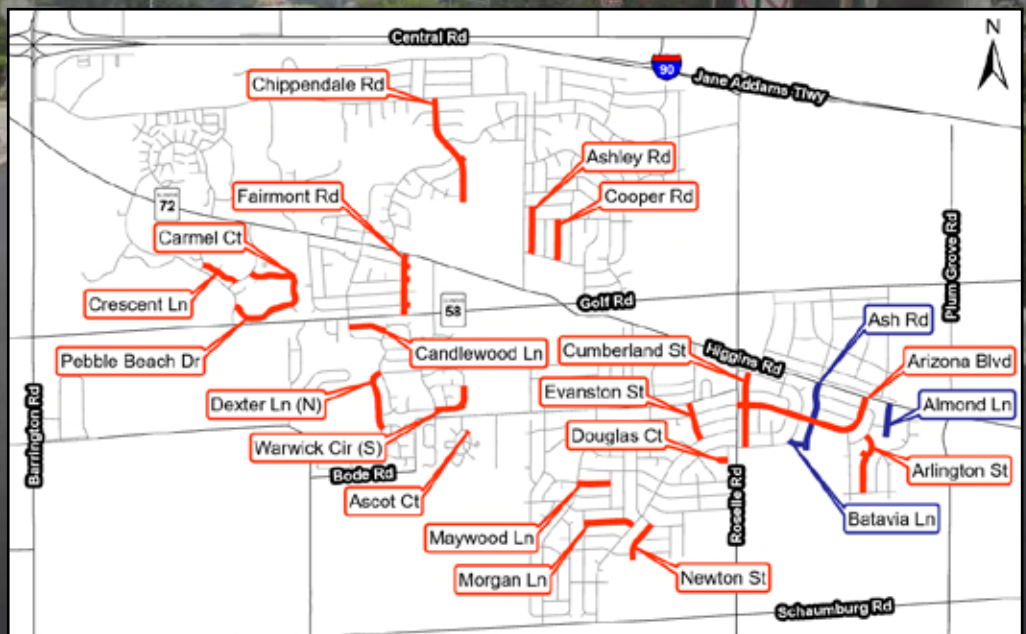 N
Central Rd
90
Jane Addams Tlwy
Chippendale Rd
Ashley Rd
Fairmont Rd
Cooper Rd
ILLINOIS
72
Carmel Ct
Plum Grove Rd
Crescent Ln
ILLINOIS
58
Golf Rd
Ash Rd
Pebble Beach Dr
Candlewood Ln
Cumberland St
Higgins Rd
Arizona Blvd
Barrington Rd
Dexter Ln (N)
Evanston St
Almond Ln
Warwick Cir (S)
Douglas Ct
Bode Rd
Arlington St
Ascot Ct
Roselle Rd
Batavia Ln
Maywood Ln
Morgan Ln
Newton St
Schaumburg Rd